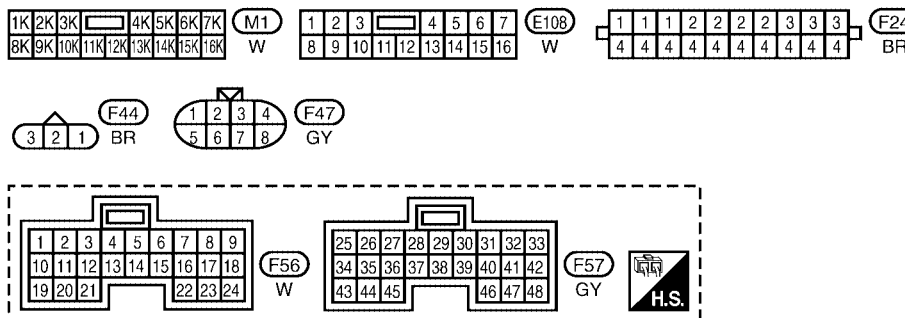 1K 2K 3K 4K 5K 6K 7K M1
8K 9K 10K 11K 12K 13K 14K 15K 16K W
1 2 3 4 5 6 7 E108
8 9 10 11 12 13 14 15 16 W
1 1 1 2 2 2 2 3 3 3 F24
4 4 4 4 4 4 4 4 4 4 BR
3 2 1 F44
BR
1 2 3 4 F47
5 6 7 8 GY
1 2 3 4 5 6 7 8 9
10 11 12 13 14 15 16 17 18 F56
19 20 21 22 23 24 W
25 26 27 28 29 30 31 32 33
34 35 36 37 38 39 40 41 42 F57
43 44 45 46 47 48 GY
H.S.